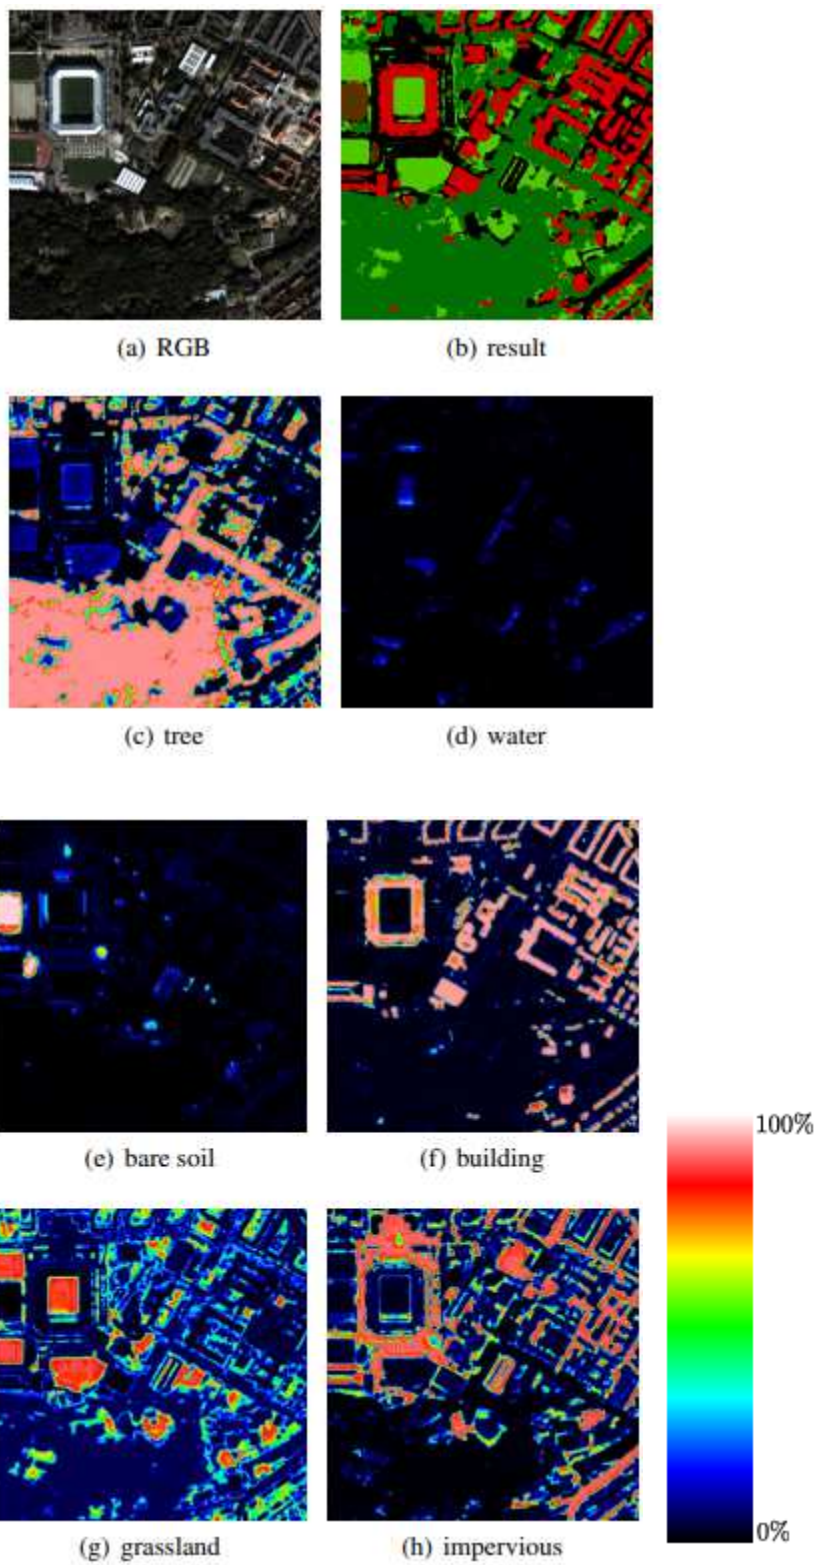 (a) RGB
(b) result
(c) tree
(d) water
(e) bare soil
(f) building
100%
(g) grassland
(h) impervious
0%